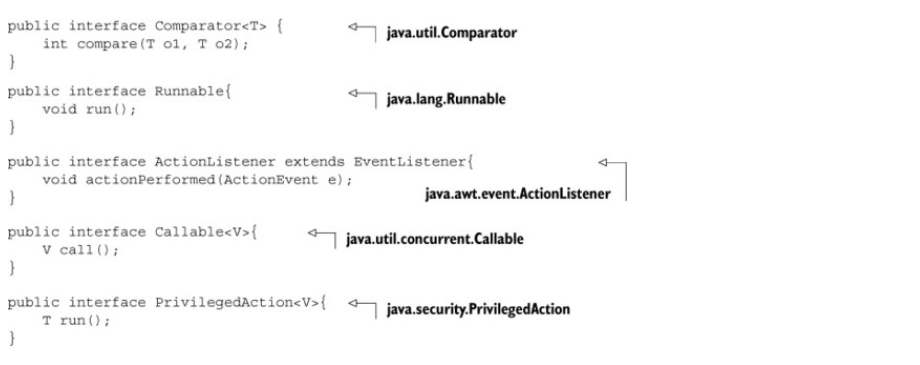 public interface Comparator<T> {
java.util.Comparator
int compare(T o1, T o2);
}
public interface Runnable{
java.lang.Runnable
void run();
}
public interface ActionListener extends EventListener{
void actionPerformed(ActionEvent e);
java.awt.event.ActionListener
}
public interface Callable<V>{
java.util.concurrent.Callable
V call();
}
public interface PrivilegedAction<V>{
java.security.PrivilegedAction
T run();
}